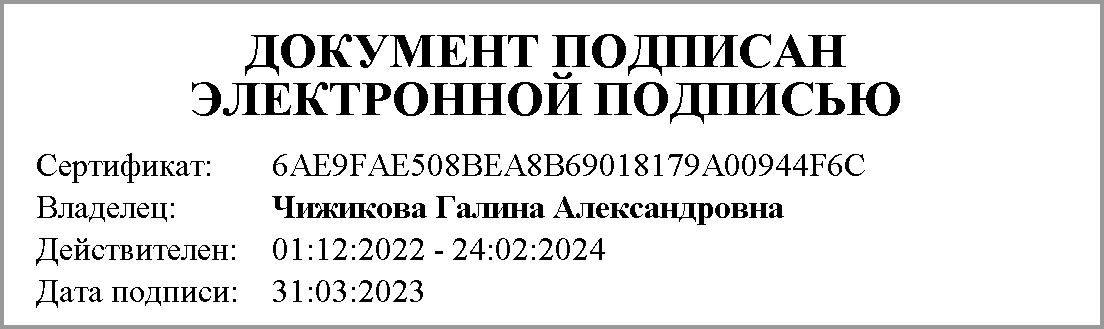 ДОКУМЕНТ ПОДПИСАН
ЭЛЕКТРОННОЙ ПОДПИСЬЮ
Сертификат: 6AE9FAE508BEA8B69018179A00944F6C
Владелец: Чижикова Галина Александровна
Действителен: 01:12:2022 - 24:02:2024
Дата подписи: 31:03:2023